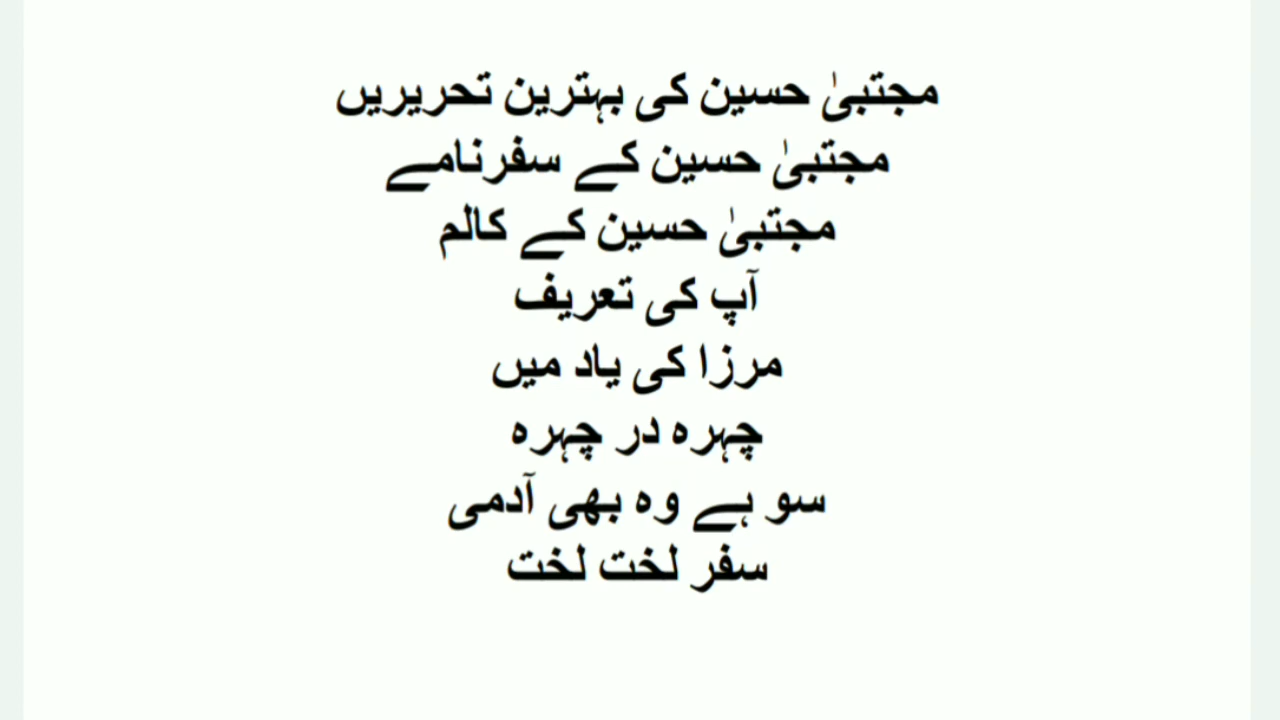 مجتبیٰ حسین کی بہترین تحریریں
مجتبیٰ حسین کے سفرنامے
مجتبیٰ حسین کے کالم
آپ کی تعریف
مرزا کی یاد میں
چہرہ در چہرہ
سو ہے وہ بھی آدمی
سفر لخت لخت